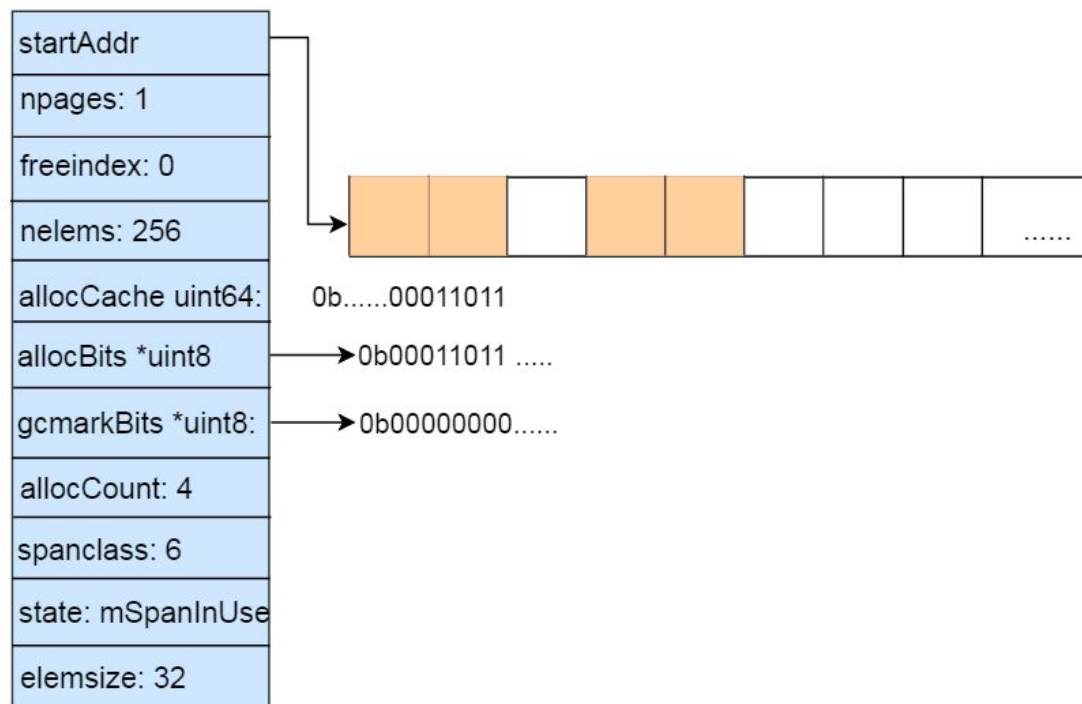 startAddr
npages: 1
freeindex: 0
nelems: 256
......
allocCache uint64:
0b......00011011
allocBits *uint8
0b00011011 .....
gcmarkBits *uint8:
0b00000000......
allocCount: 4
spanclass: 6
state: mSpanInUse
elemsize: 32